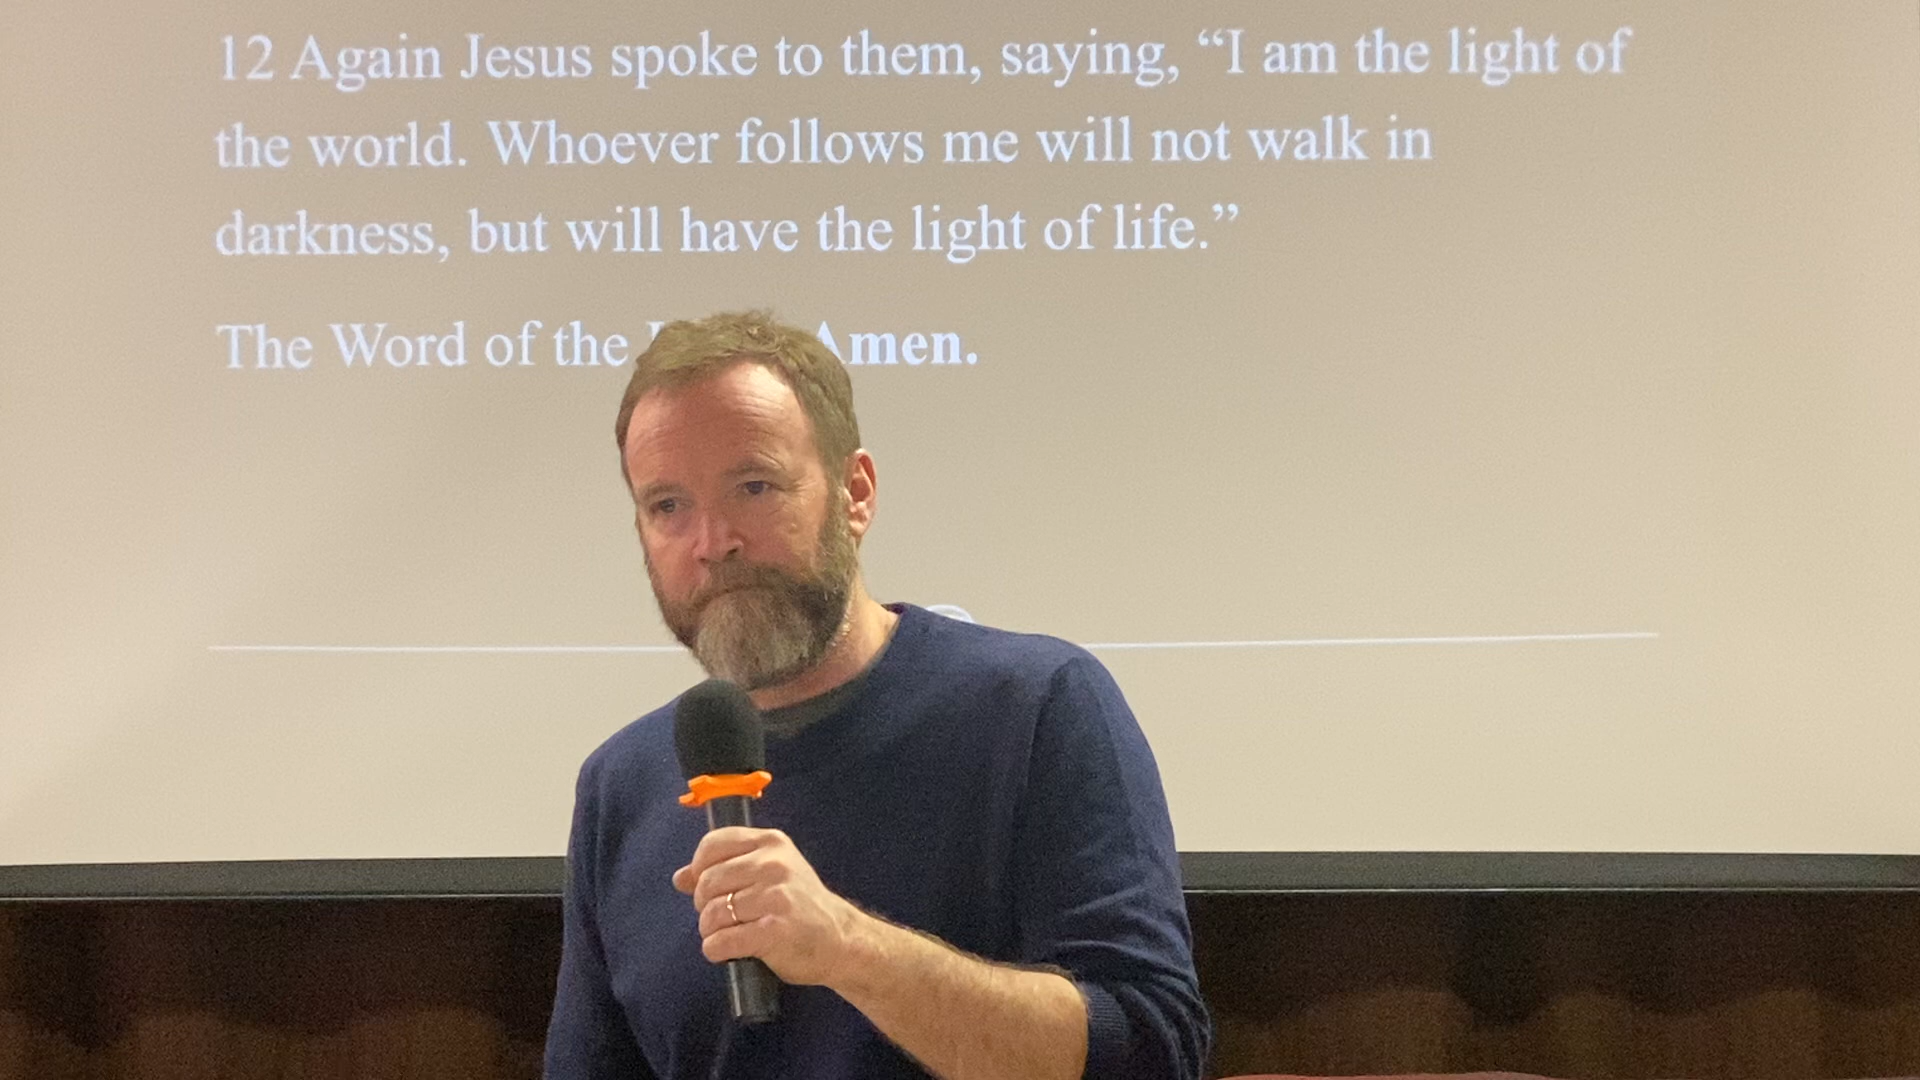 12 Again Jesus spoke to them, saying, “I am the light of
the world. Whoever follows me will not walk in
darkness, but will have the light of life.”
The Word of the Amen.